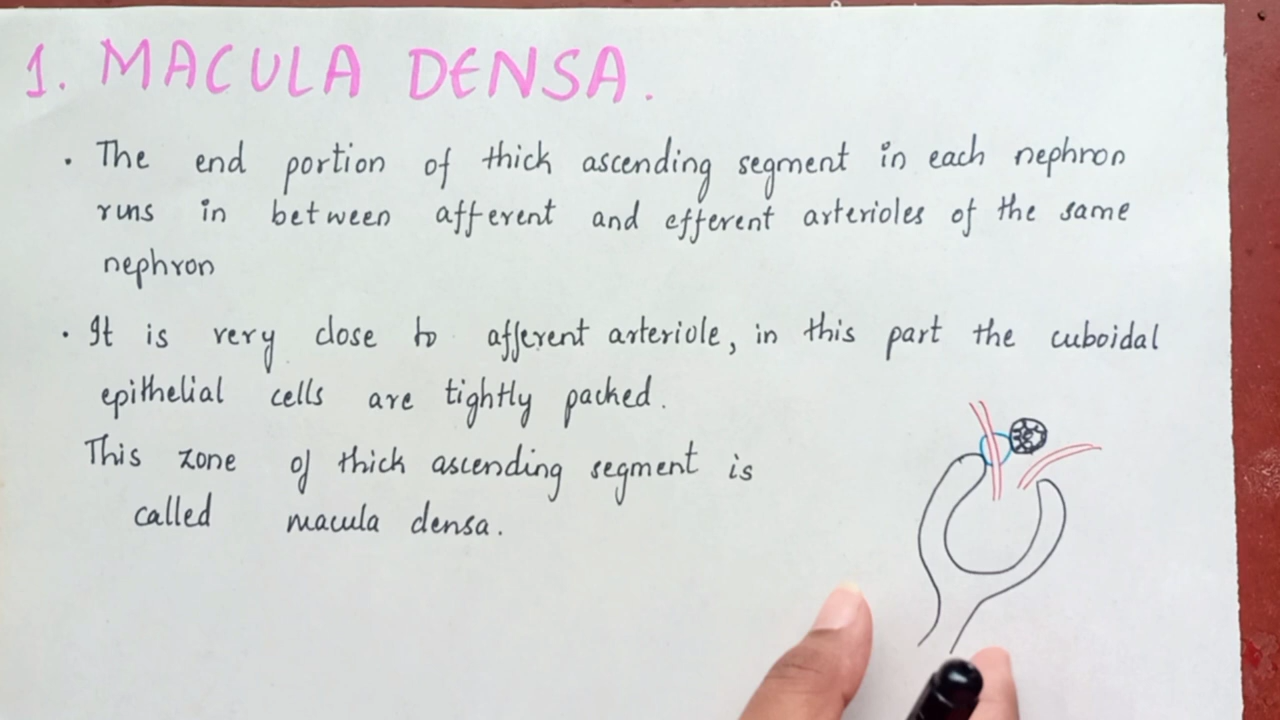 1. MACULA DENSA.
. The end portion of thick ascending segment in each nephron
runs in between afferent and efferent arterioles of the same
nephron
. It is very close to afferent arteriole, in this part the cuboidal
epithelial cells are tightly packed.
This zone of thick ascending segment is
called macula densa.